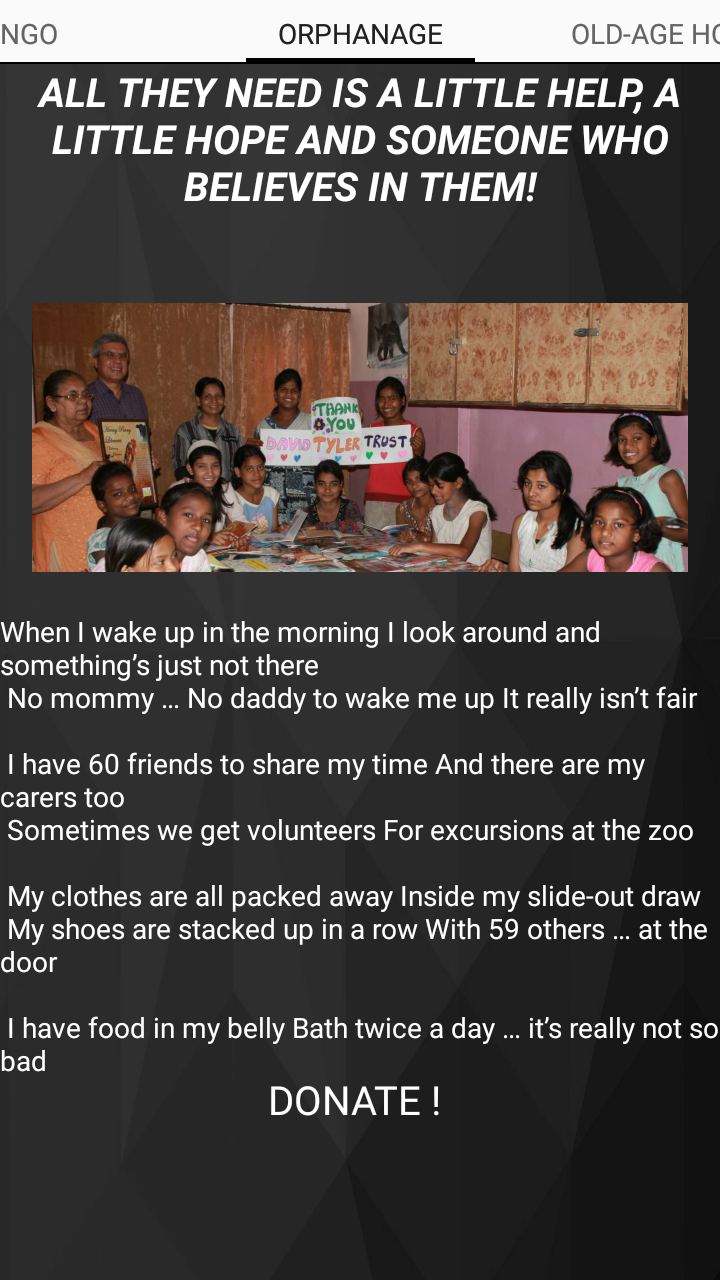 NGO ORPHANAGE OLD-AGE HO
ALL THEY NEED IS A LITTLE HELP, A
LITTLE HOPE AND SOMEONE WHO
BELIEVES IN THEM!
THANK
YOU
DAVID TYLER TRUST
When I wake up in the morning I look around and
something’s just not there
No mommy … No daddy to wake me up It really isn’t fair
I have 60 friends to share my time And there are my
carers too
Sometimes we get volunteers For excursions at the zoo
My clothes are all packed away Inside my slide-out draw
My shoes are stacked up in a row With 59 others … at the
door
I have food in my belly Bath twice a day … it’s really not so
bad
DONATE !